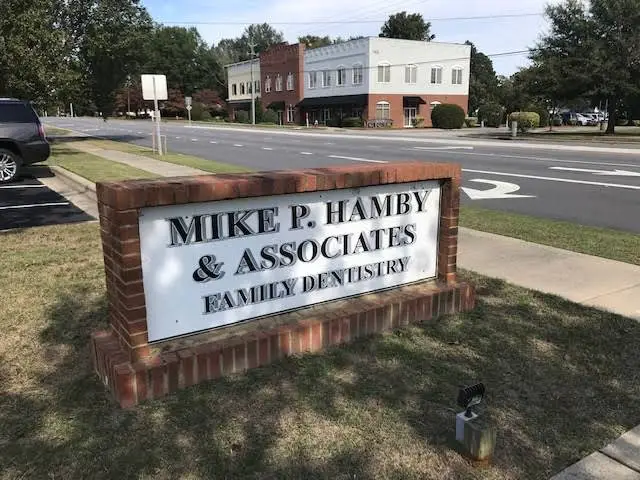 MIKE P. HAMBY
& ASSOCIATES
FAMILY DENTISTRY